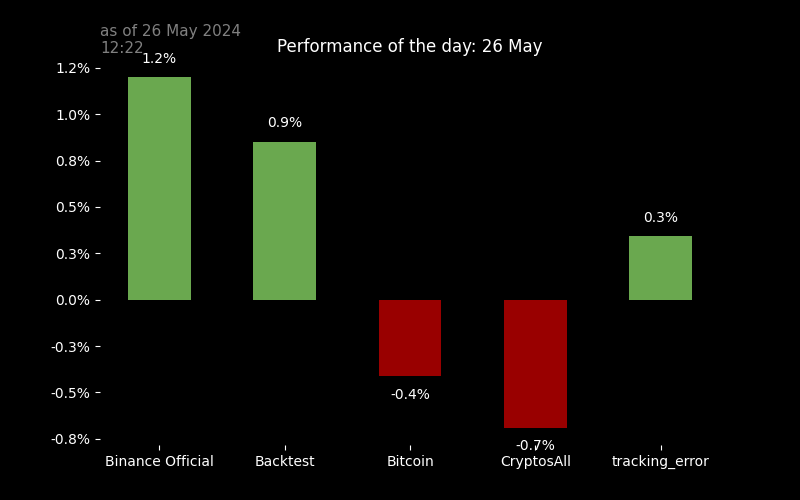 as of 26 May 2024
12:22
Performance of the day: 26 May
1.2%
1.0%
0.8%
0.5%
0.3%
0.0%
-0.3%
-0.5%
-0.8%
1.2%
0.9%
-0.4%
-0.7%
0.3%
Binance Official
Backtest
Bitcoin
CryptosAll
tracking_error